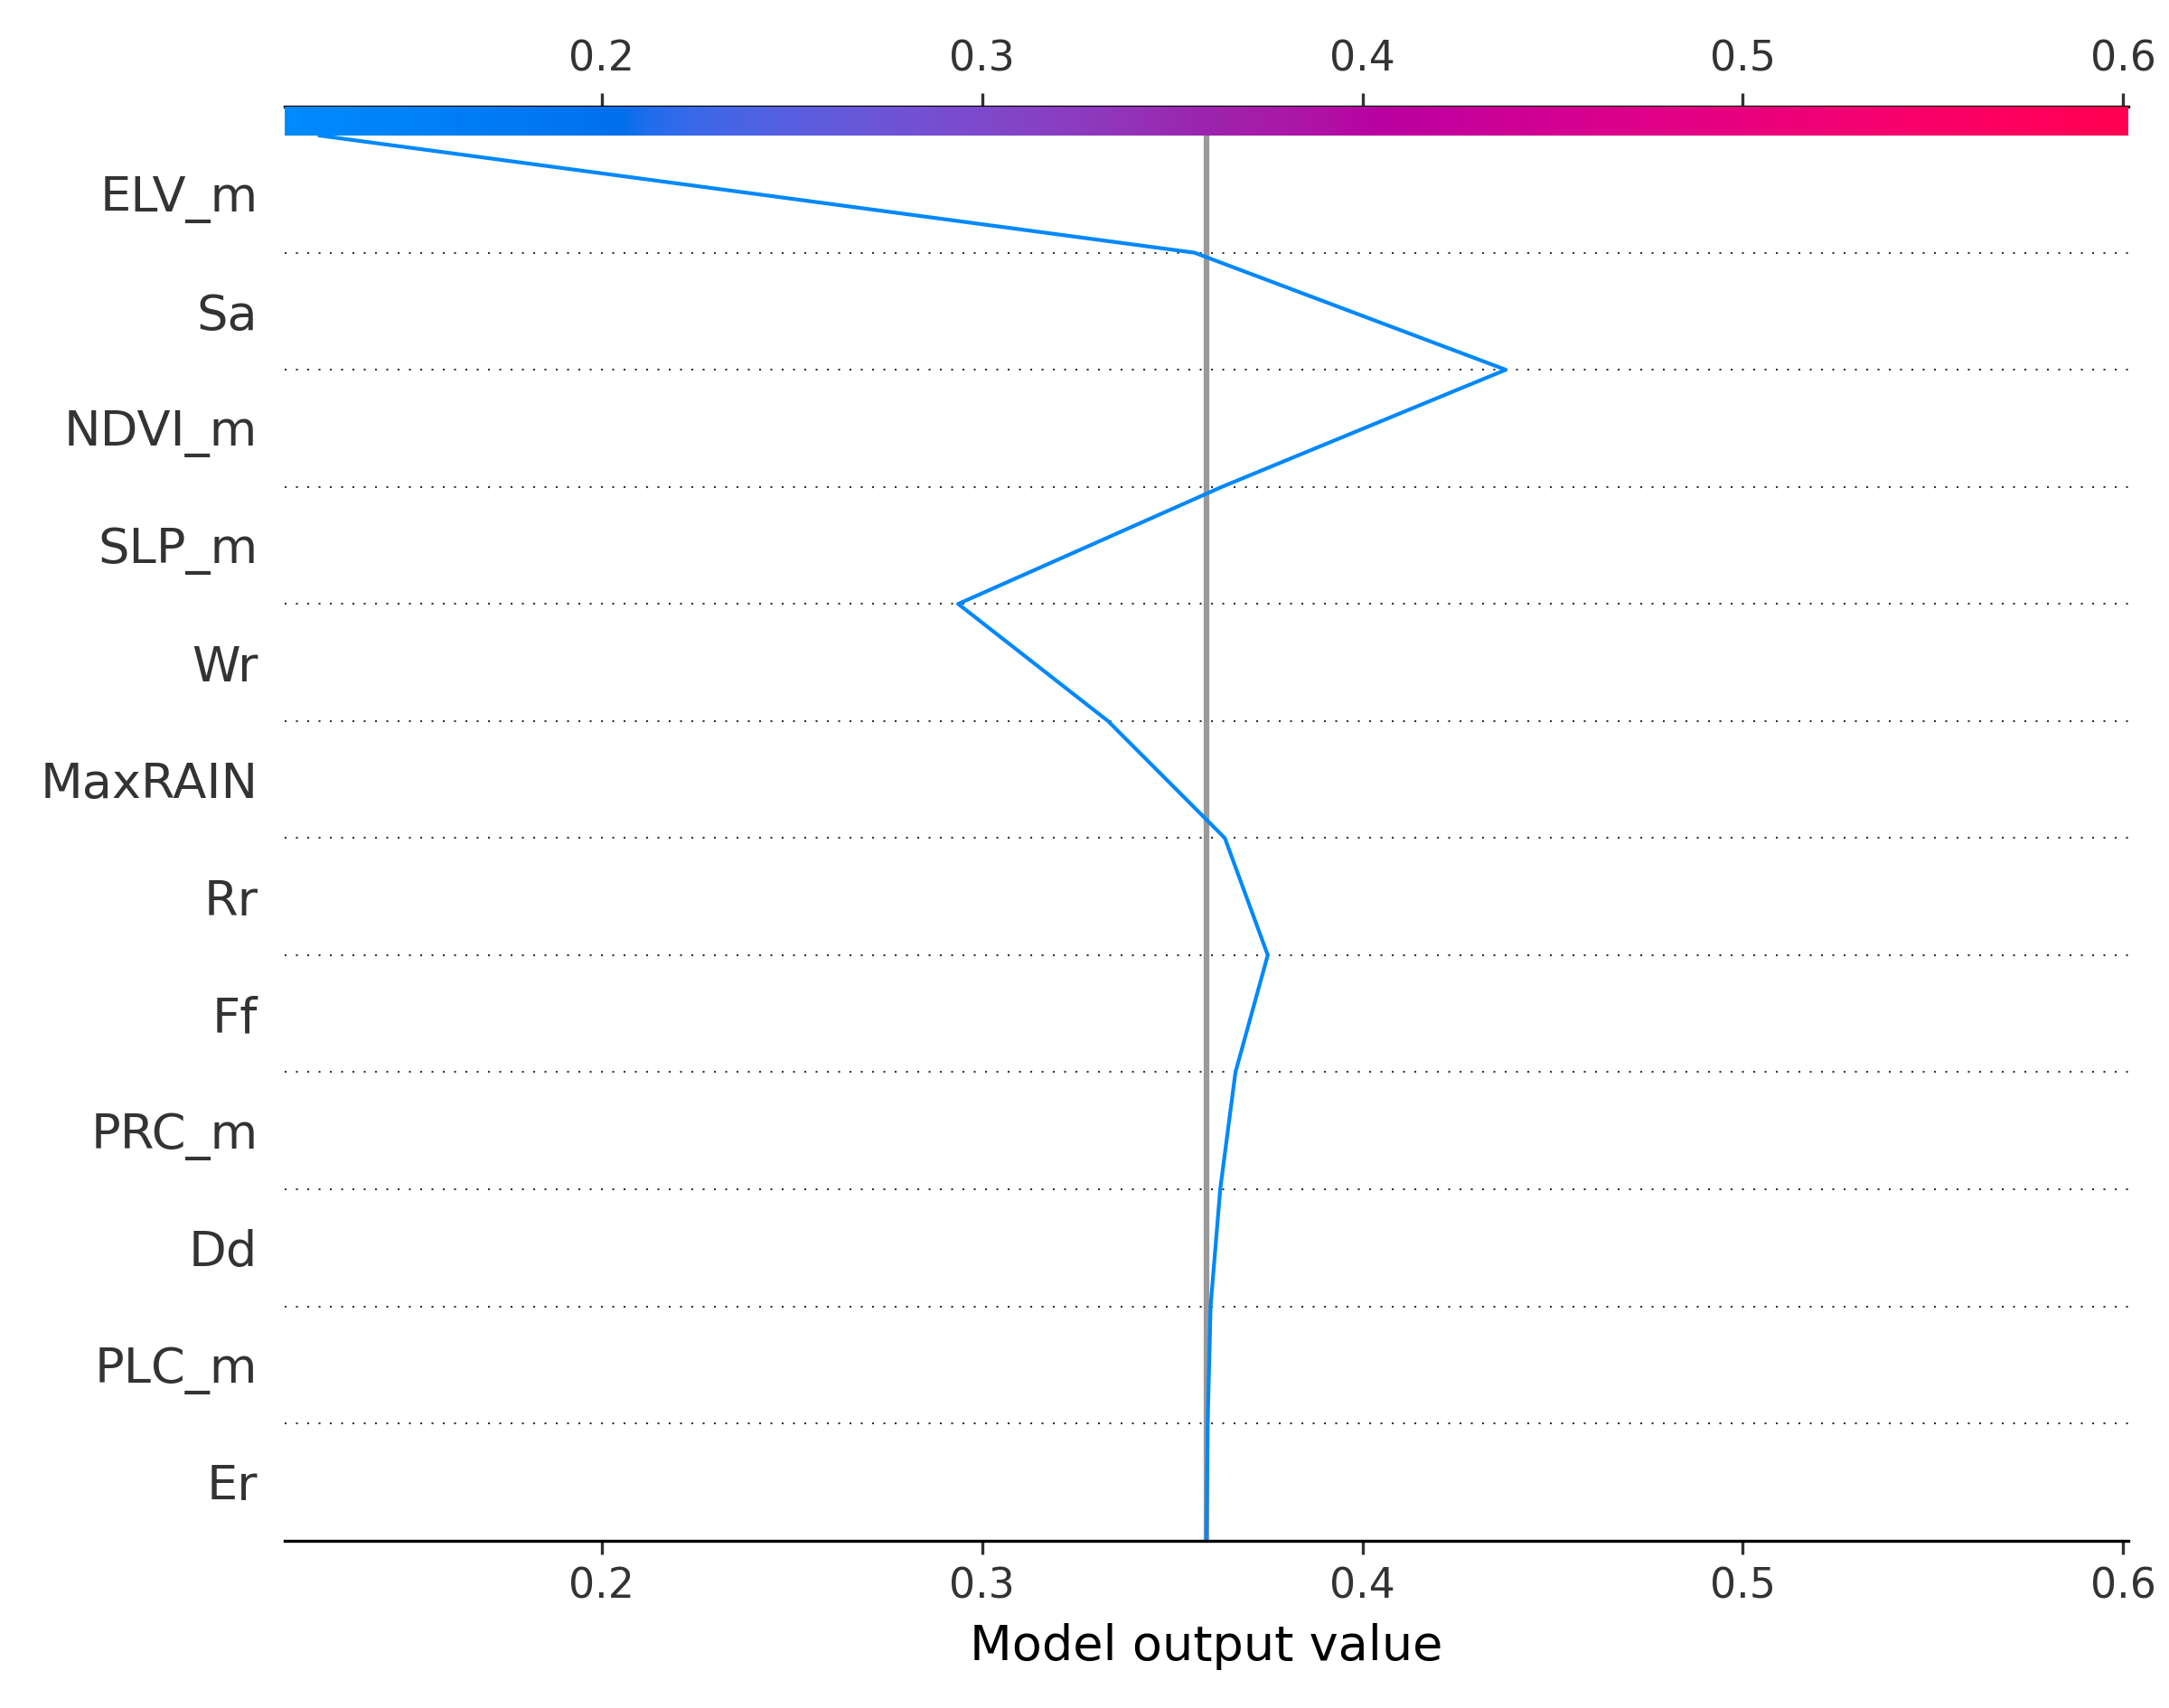 0.2 0.3 0.4 0.5 0.6
ELV_m
Sa
NDVI_m
SLP_m
Wr
MaxRAIN
Rr
Ff
PRC_m
Dd
PLC_m
Er
0.2 0.3 0.4 0.5 0.6
Model output value